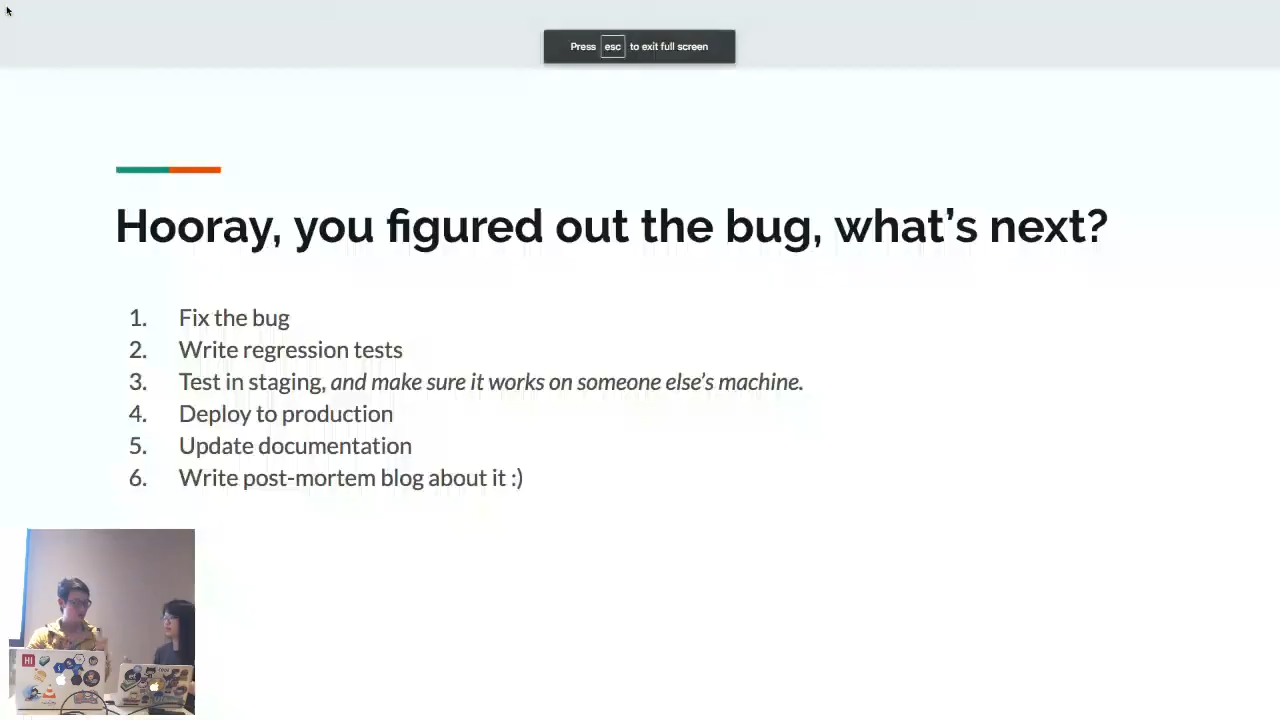 Press esc to exit full screen
Hooray, you figured out the bug, what's next?
1. Fix the bug
2. Write regression tests
3. Test in staging, and make sure it works on someone else's machine.
4. Deploy to production
5. Update documentation
6. Write post-mortem blog about it :)
HI